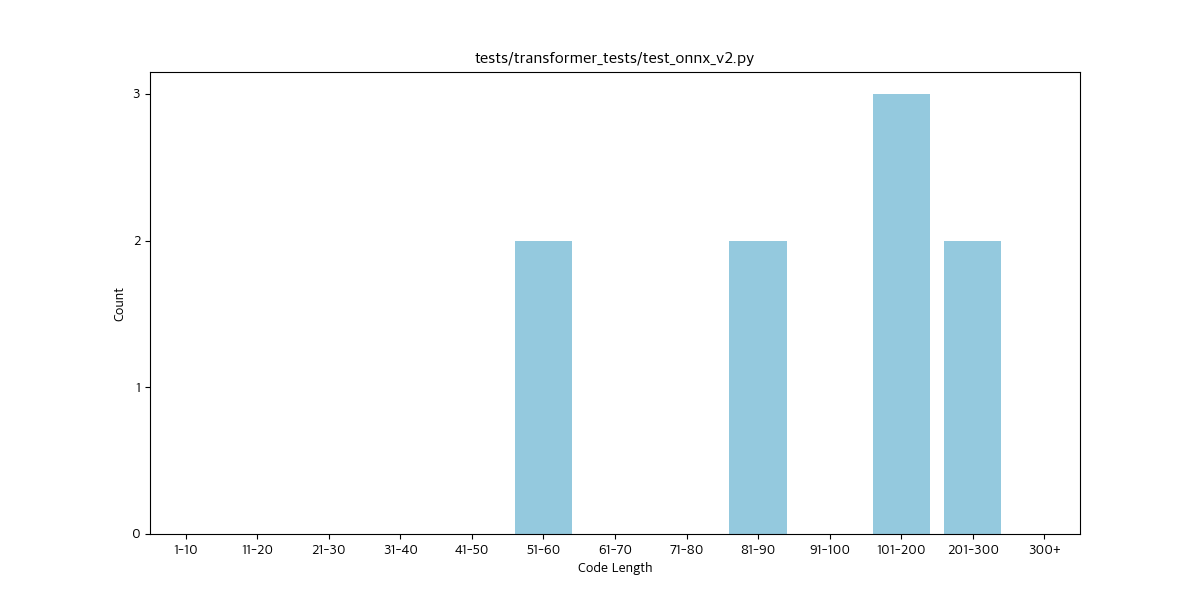 tests/transformer_tests/test_onnx_v2.py
3
2
1
0
Count
1-10 11-20 21-30 31-40 41-50 51-60 61-70 71-80 81-90 91-100 101-200 201-300 300+
Code Length